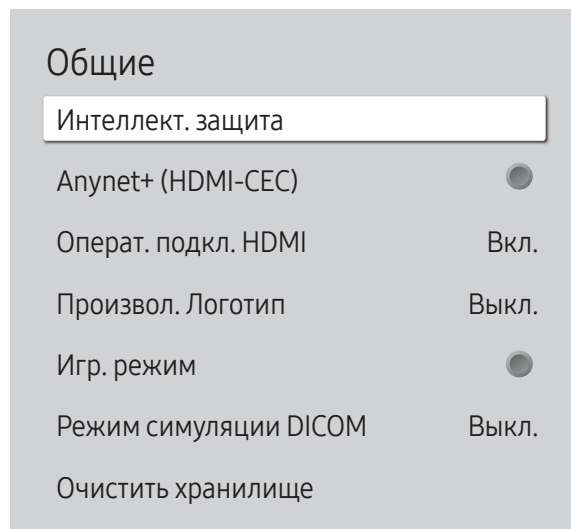 Общие
Интеллект. защита
Anynet+ (HDMI-CEC)
Операт. подкл. HDMI Вкл.
Произвол. Логотип Выкл.
Игр. режим
Режим симуляции DICOM Выкл.
Очистить хранилище